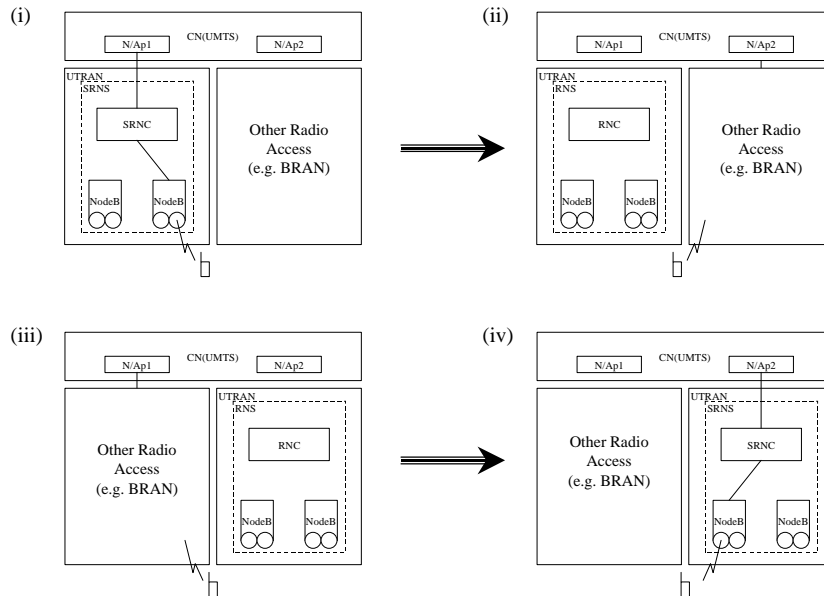 (i)
CN(UMTS)
N/Ap1
N/Ap2
UTRAN
SRNS
SRNC
NodeB
NodeB
Other Radio
Access
(e.g. BRAN)
(ii)
CN(UMTS)
N/Ap1
N/Ap2
UTRAN
RNS
RNC
NodeB
NodeB
Other Radio
Access
(e.g. BRAN)
(iii)
CN(UMTS)
N/Ap1
N/Ap2
Other Radio
Access
(e.g. BRAN)
UTRAN
RNS
RNC
NodeB
NodeB
(iv)
CN(UMTS)
N/Ap1
N/Ap2
Other Radio
Access
(e.g. BRAN)
UTRAN
SRNS
SRNC
NodeB
NodeB